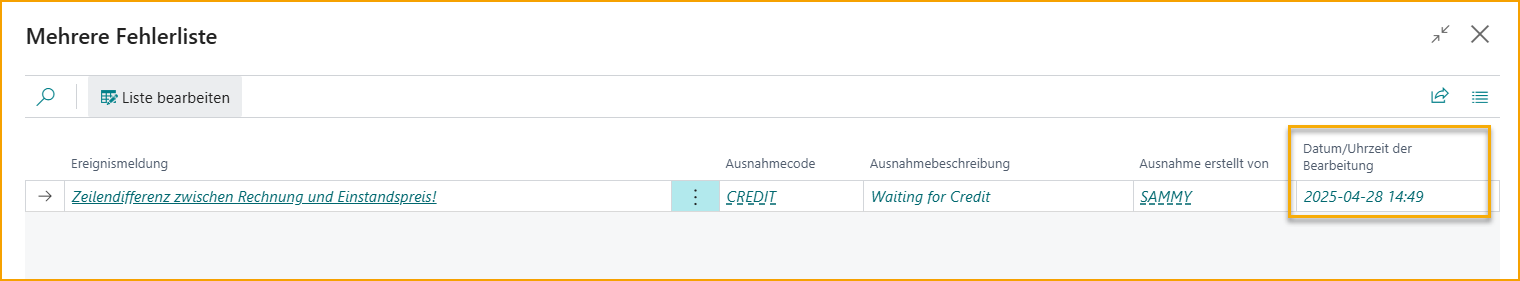 Mehrere Fehlerliste
Liste bearbeiten
Ereignismeldung
Ausnahmecode
Ausnahmebeschreibung
Ausnahme erstellt von
Datum/Uhrzeit der
Bearbeitung
Zeilendifferenz zwischen Rechnung und Einstandspreis!
CREDIT
Waiting for Credit
SAMMY
2025-04-28 14:49